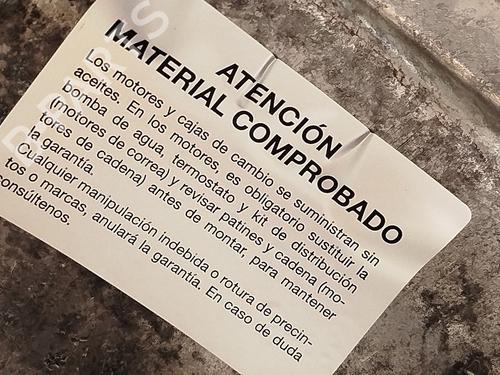 ATENCIÓN
MATERIAL COMPROBADO
Los motores y cajas de cambio se suministran sin
aceites. En los motores, es obligatorio sustituir la
bomba de agua, termostato y kit de distribución
(motores de correa) y revisar patines y cadena (mo-
tores de cadena) antes de montar, para mantener
la garantía.
Cualquier manipulación indebida o rotura de precin-
tos o marcas, anulará la garantía. En caso de duda
consúltenos.